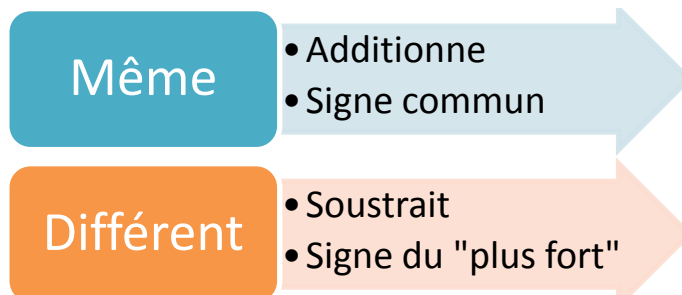 Même
• Additionne
• Signe commun
Différent
• Soustrait
• Signe du "plus fort"